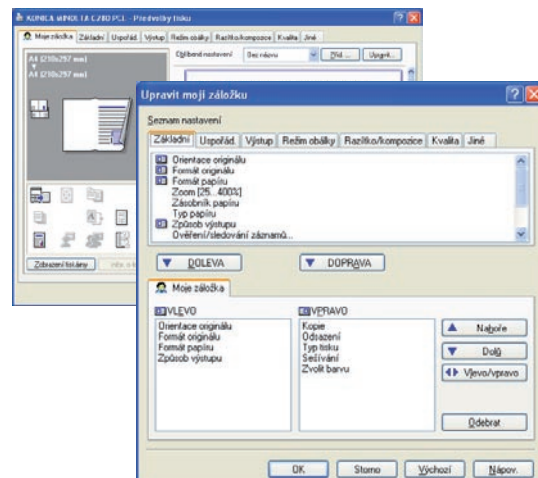 KONICA MINOLTA C280 PCL - Předvolby tisku
Moje záložka Základní Uspořád. Výstup Režim obálky Razítko/kompozice Kvalita Jiné
A4 (210x297 mm)
A4 (210x297 mm)
Oblíbené nastavení Bez názvu
Zobrazení tiskárny
Upravit moji záložku
Seznam nastavení
Základní Uspořád. Výstup Režim obálky Razítko/kompozice Kvalita Jiné
Orientace originálu
Formát originálu
Formát papíru
Zoom [25...400%]
Zásobník papíru
Typ papíru
Způsob výstupu
Ověření/sledování záznamů...
DOLEVA DOPRAVA
Moje záložka
VLEVO VPRAVO
Orientace originálu
Formát originálu
Formát papíru
Způsob výstupu
Kopie
Odsazení
Typ tisku
Sešívání
Zvolit barvu
Nahoře
Dolů
Vlevo/vpravo
Odebrat
OK Storno Výchozí Nápov.